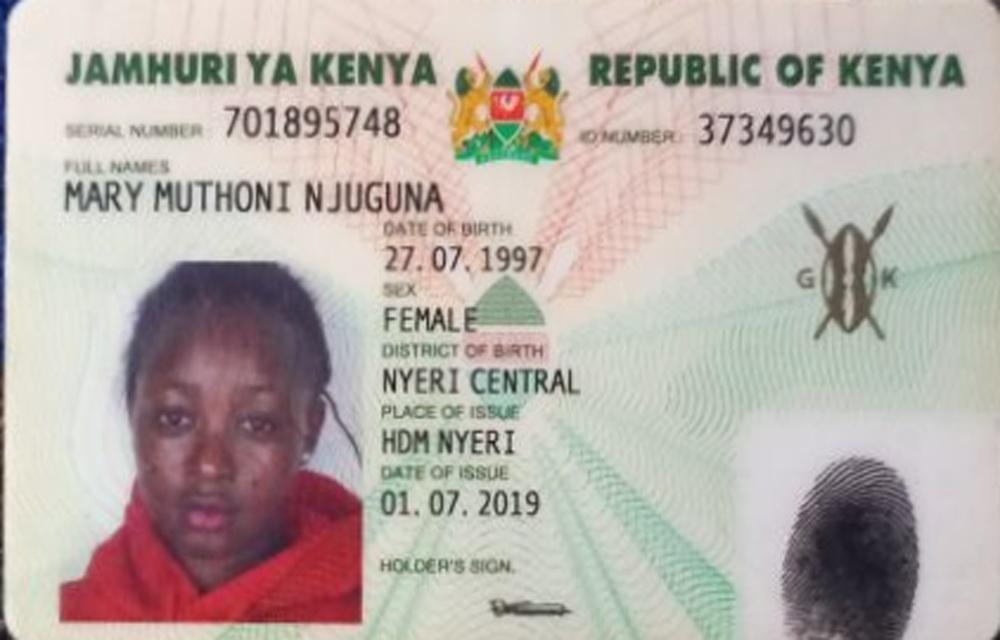 JAMHURI YA KENYA REPUBLIC OF KENYA
SERIAL NUMBER: 701895748 ID NUMBER: 37349630
FULL NAMES
MARY MUTHONI NJUGUNA
DATE OF BIRTH
27.07.1997
SEX
FEMALE
DISTRICT OF BIRTH
NYERI CENTRAL
PLACE OF ISSUE
HDM NYERI
DATE OF ISSUE
01.07.2019
HOLDER'S SIGN.
G K